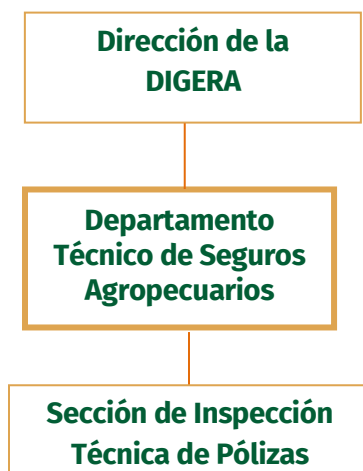 Dirección de la
DIGERA
Departamento
Técnico de Seguros
Agropecuarios
Sección de Inspección
Técnica de Pólizas